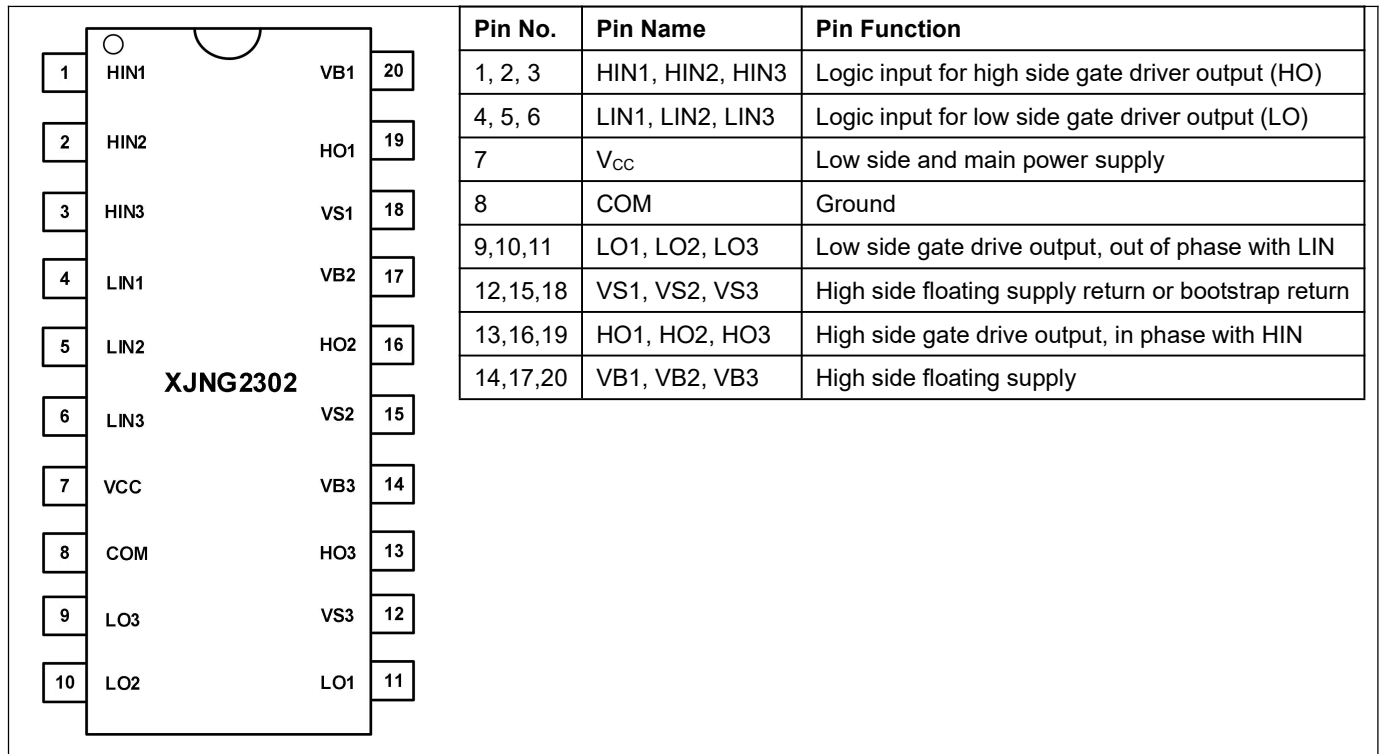 1 HIN1 VB1 20
2 HIN2 HO1 19
3 HIN3 VS1 18
4 LIN1 VB2 17
5 LIN2 HO2 16
XJNG2302
6 LIN3 VS2 15
7 VCC VB3 14
8 COM HO3 13
9 LO3 VS3 12
10 LO2 LO1 11
Pin No. Pin Name Pin Function
1, 2, 3 HIN1, HIN2, HIN3 Logic input for high side gate driver output (HO)
4, 5, 6 LIN1, LIN2, LIN3 Logic input for low side gate driver output (LO)
7 VCC Low side and main power supply
8 COM Ground
9,10,11 LO1, LO2, LO3 Low side gate drive output, out of phase with LIN
12,15,18 VS1, VS2, VS3 High side floating supply return or bootstrap return
13,16,19 HO1, HO2, HO3 High side gate drive output, in phase with HIN
14,17,20 VB1, VB2, VB3 High side floating supply